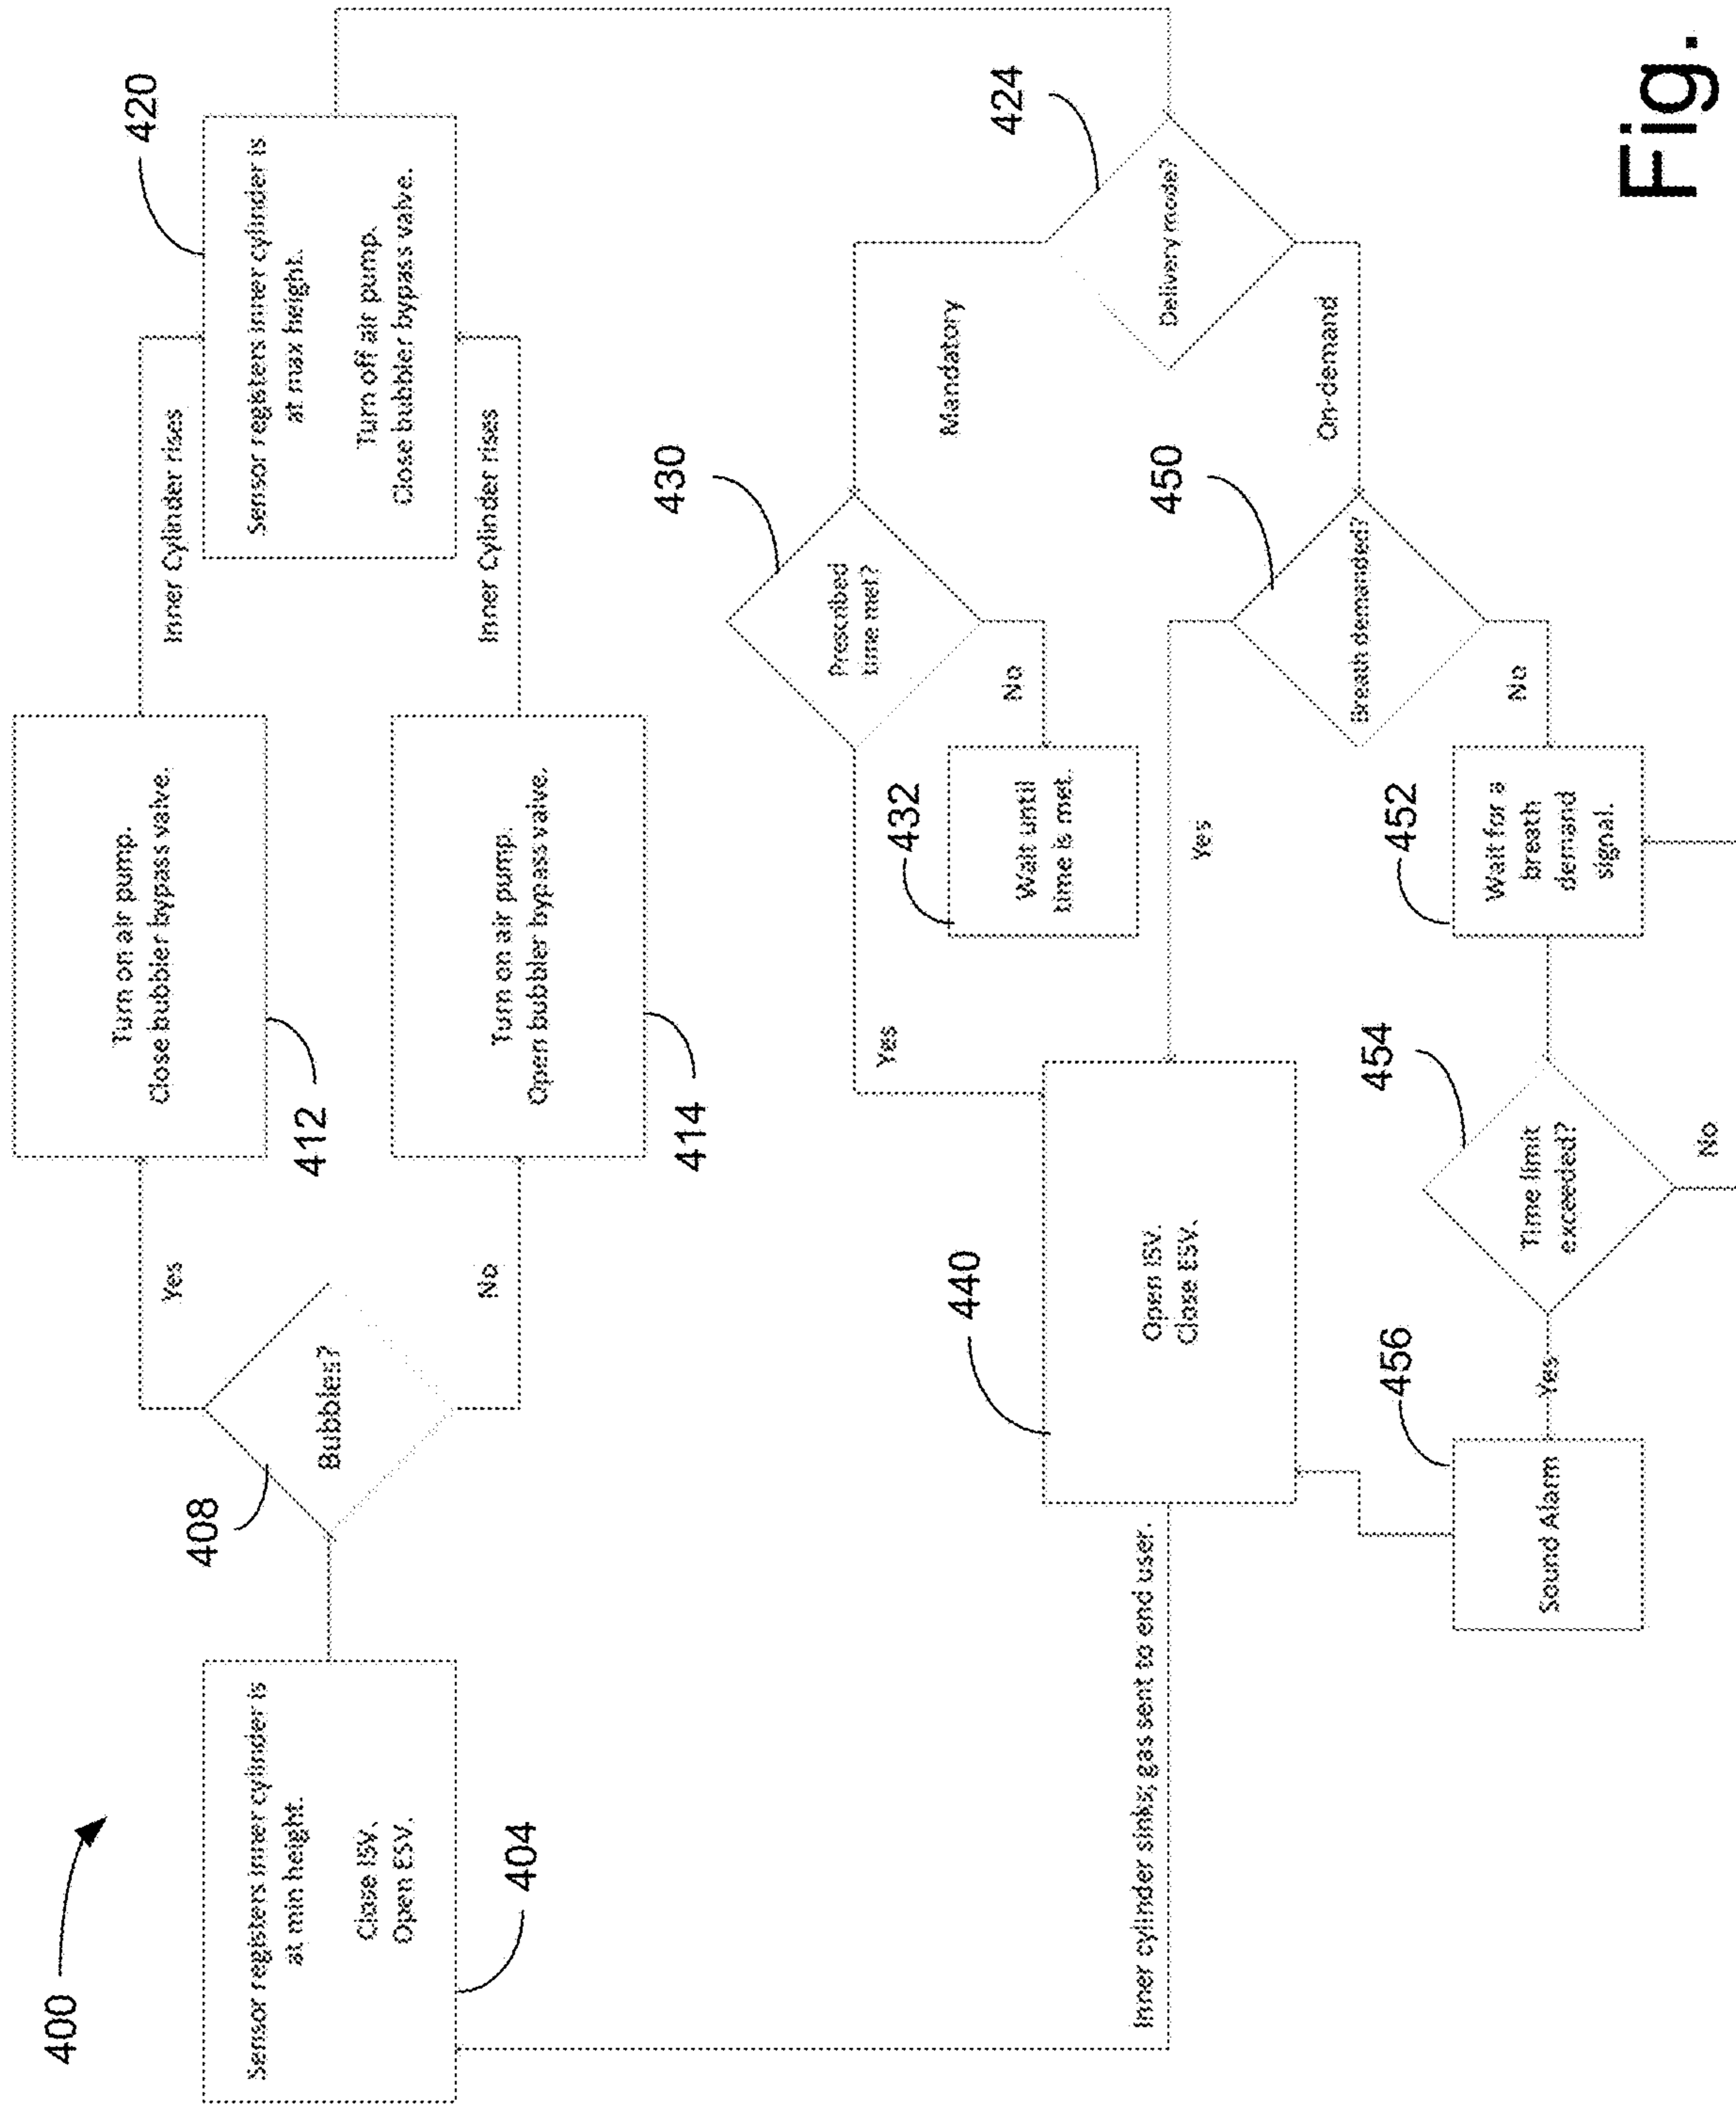 400
Sensor registers inner cylinder is
at min height.
Close ISV.
Open ESV.
404
408
Bubbles?
Yes
No
Turn on air pump.
Close bubbler bypass valve.
412
Turn on air pump.
Open bubbler bypass valve.
414
Inner Cylinder rises
Inner Cylinder rises
420
Sensor registers inner cylinder is
at max height.
Turn off air pump.
Close bubbler bypass valve.
424
Delivery mode?
Mandatory
On-demand
430
Prescribed
time met?
Yes
No
432
Wait until
time is met.
450
Breath demanded?
Yes
No
452
Wait for a
breath
demand
signal.
454
Time limit
exceeded?
No
Yes
456
Sound Alarm
440
Open ISV.
Close ESV.
Inner cylinder sinks; gas sent to end user.
Fig.